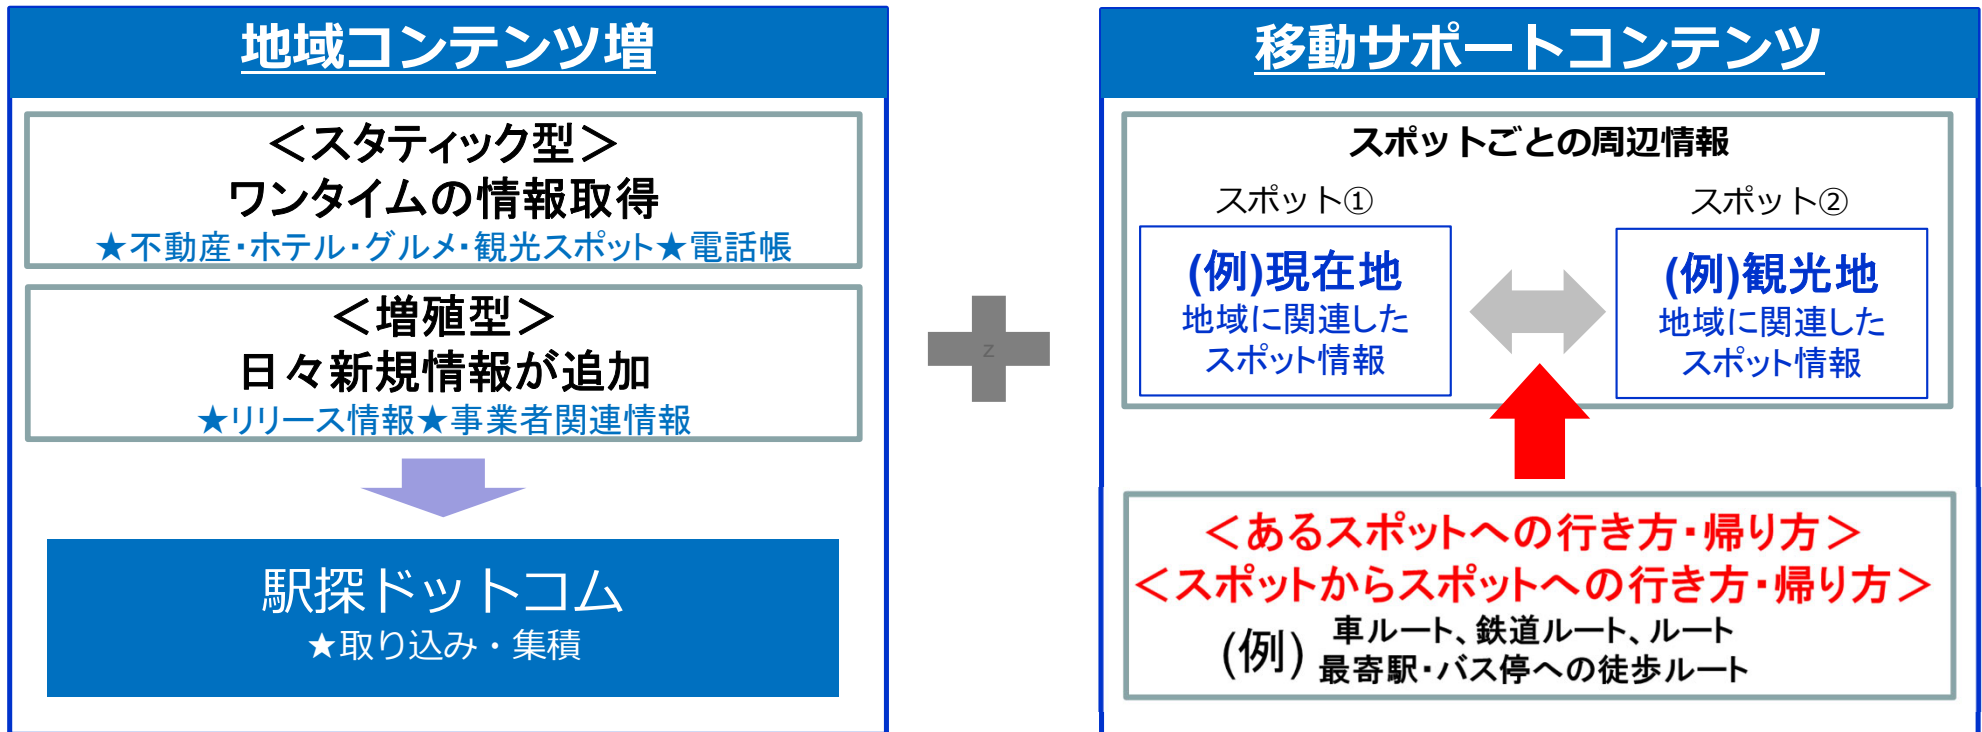 地域コンテンツ増
＜スタティック型＞
ワンタイムの情報取得
★不動産・ホテル・グルメ・観光スポット★電話帳
＜増殖型＞
日々新規情報が追加
★リリース情報★事業者関連情報
駅探ドットコム
★取り込み・集積
z
移動サポートコンテンツ
スポットごとの周辺情報
スポット①
(例)現在地
地域に関連した
スポット情報
スポット②
(例)観光地
地域に関連した
スポット情報
＜あるスポットへの行き方・帰り方＞
＜スポットからスポットへの行き方・帰り方＞
(例)
車ルート、鉄道ルート、ルート
最寄駅・バス停への徒歩ルート